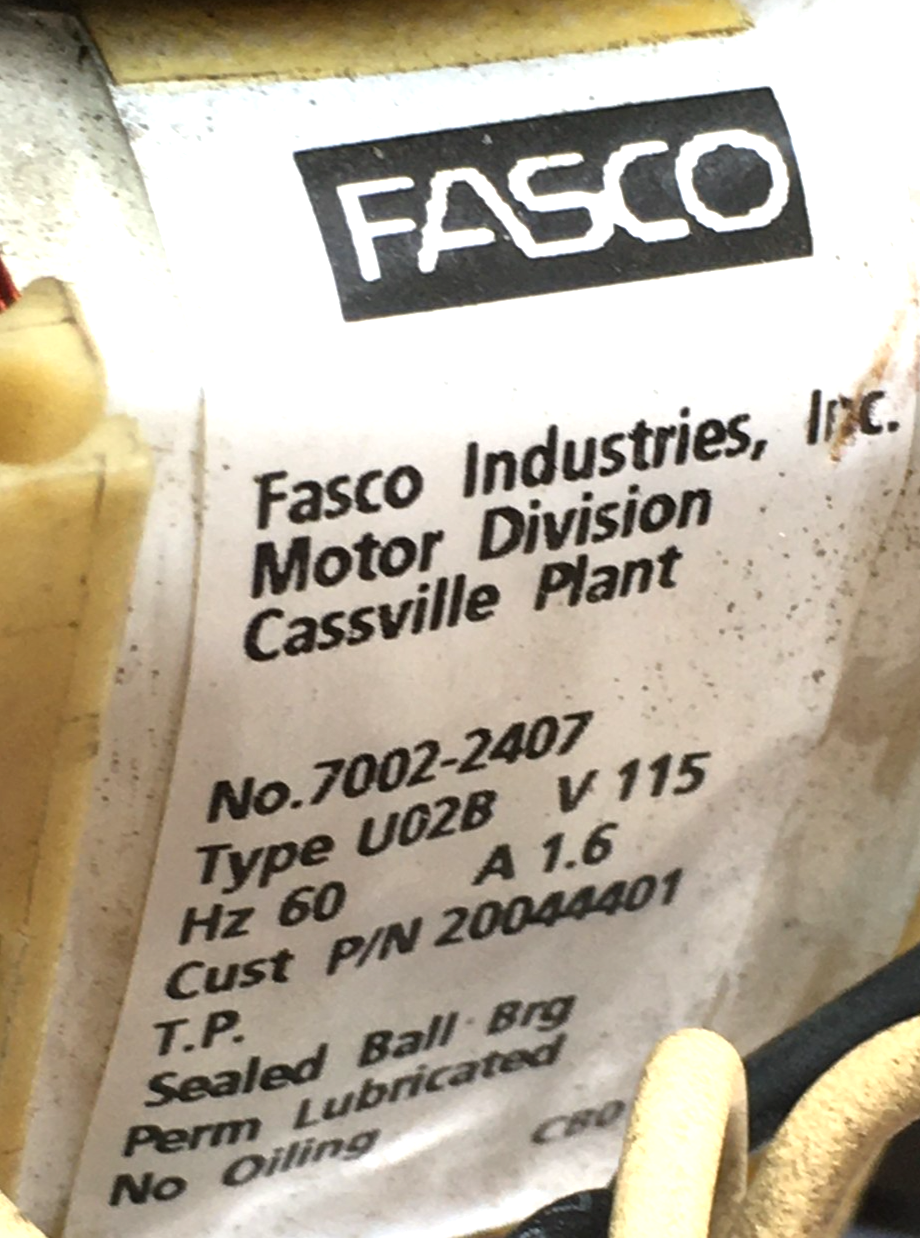 FASCO
Fasco Industries, Inc.
Motor Division
Cassville Plant
No.7002-2407
Type U02B V 115
Hz 60 A 1.6
Cust P/N 20044401
T.P.
Sealed Ball Brg
Perm Lubricated
No Oiling